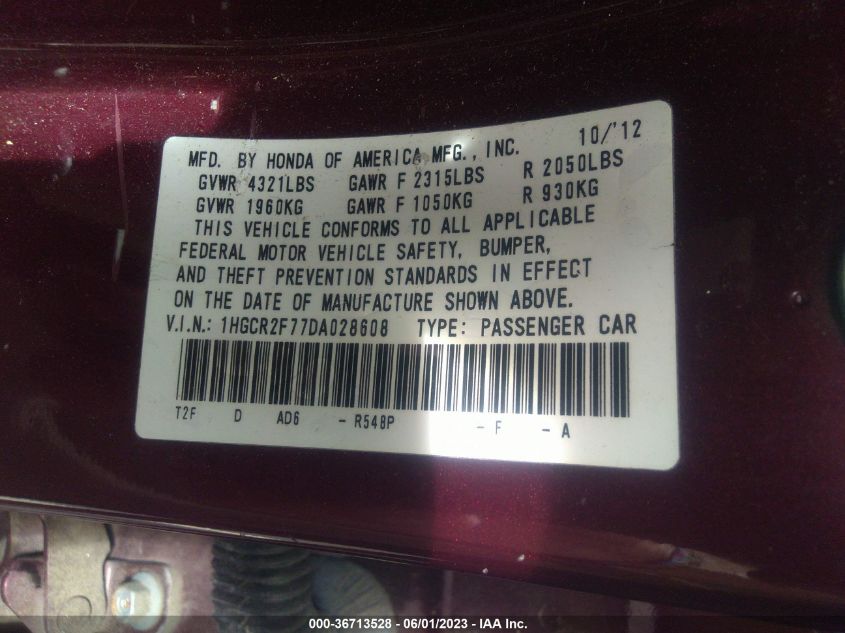 MFD. BY HONDA OF AMERICA MFG., INC. 10/'12
GVWR 4321LBS GAWR F 2315LBS R 2050LBS
GVWR 1960KG GAWR F 1050KG R 930KG
THIS VEHICLE CONFORMS TO ALL APPLICABLE
FEDERAL MOTOR VEHICLE SAFETY, BUMPER,
AND THEFT PREVENTION STANDARDS IN EFFECT
ON THE DATE OF MANUFACTURE SHOWN ABOVE.
V.I.N.: 1HGCR2F77DA028608 TYPE: PASSENGER CAR
T2F D AD6 - R548P - F - A
000-36713528 - 06/01/2023 - IAA Inc.